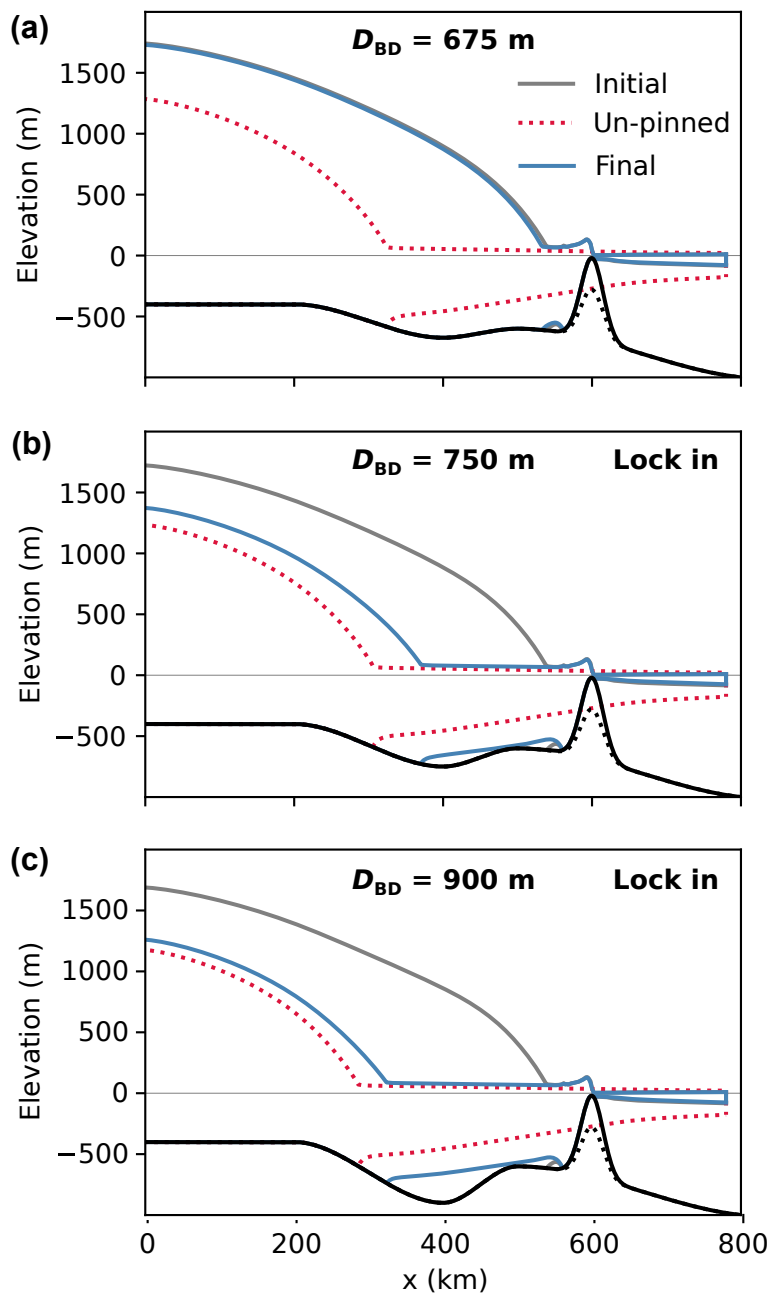 (a)
D_BD = 675 m
Initial
Un-pinned
Final
Elevation (m)
1500
1000
500
0
−500
(b)
D_BD = 750 m Lock in
Elevation (m)
1500
1000
500
0
−500
(c)
D_BD = 900 m Lock in
Elevation (m)
1500
1000
500
0
−500
0 200 400 600 800
x (km)